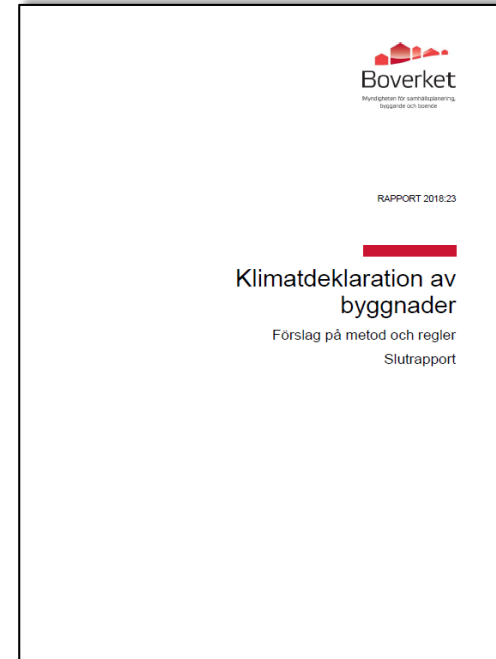 Boverket
Myndigheten för samhällsplanering,
byggande och boende
RAPPORT 2018:23
Klimatdeklaration av
byggnader
Förslag på metod och regler
Slutrapport